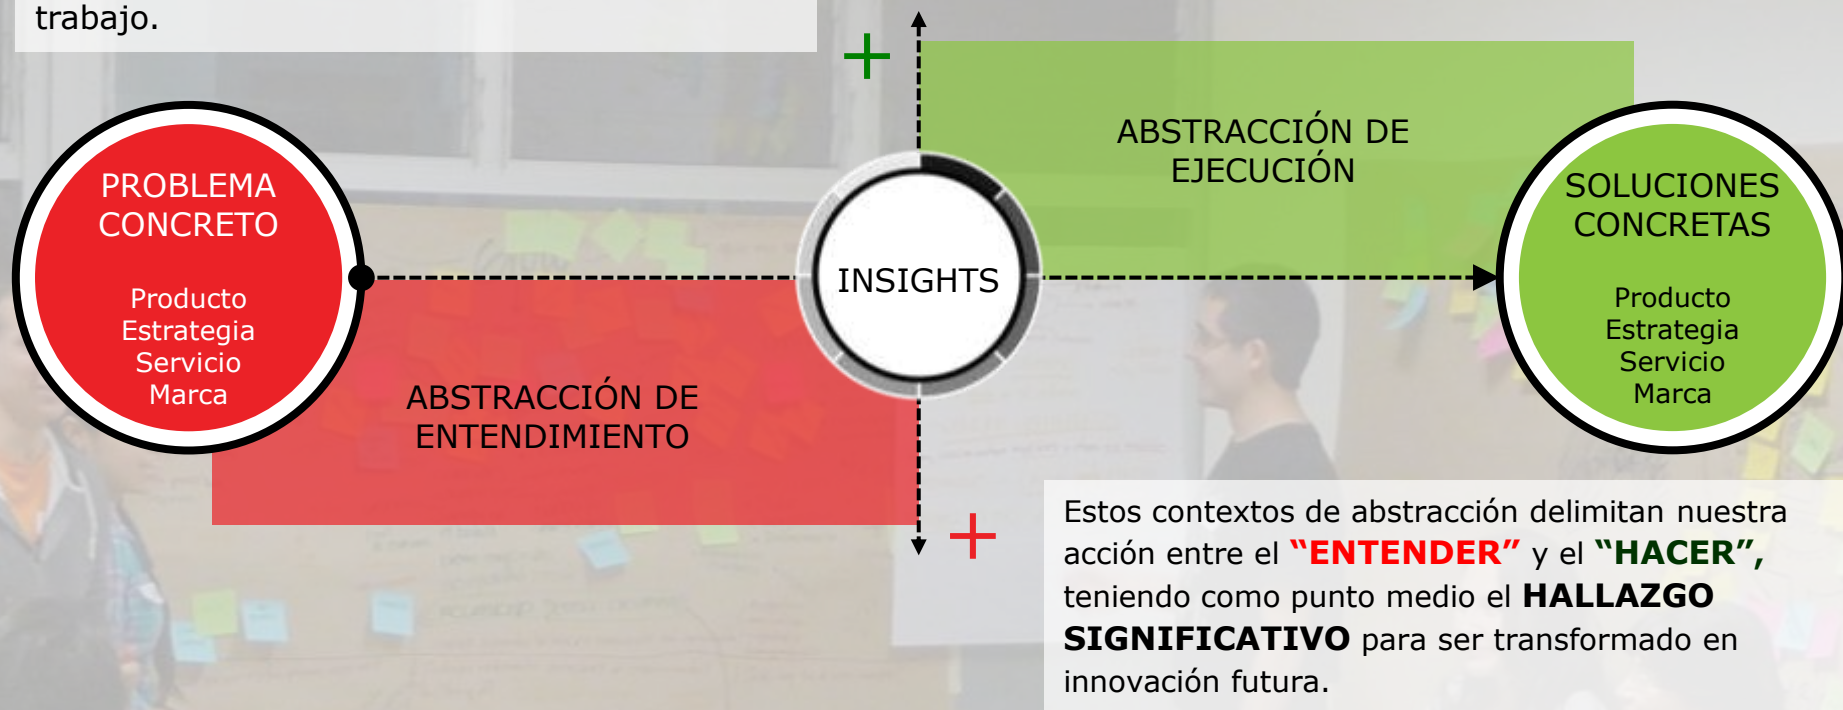 trabajo.
+
ABSTRACCIÓN DE
EJECUCIÓN
PROBLEMA
CONCRETO
Producto
Estrategia
Servicio
Marca
INSIGHTS
SOLUCIONES
CONCRETAS
Producto
Estrategia
Servicio
Marca
ABSTRACCIÓN DE
ENTENDIMIENTO
+
Estos contextos de abstracción delimitan nuestra
acción entre el “ENTENDER” y el “HACER”,
teniendo como punto medio el HALLAZGO
SIGNIFICATIVO para ser transformado en
innovación futura.